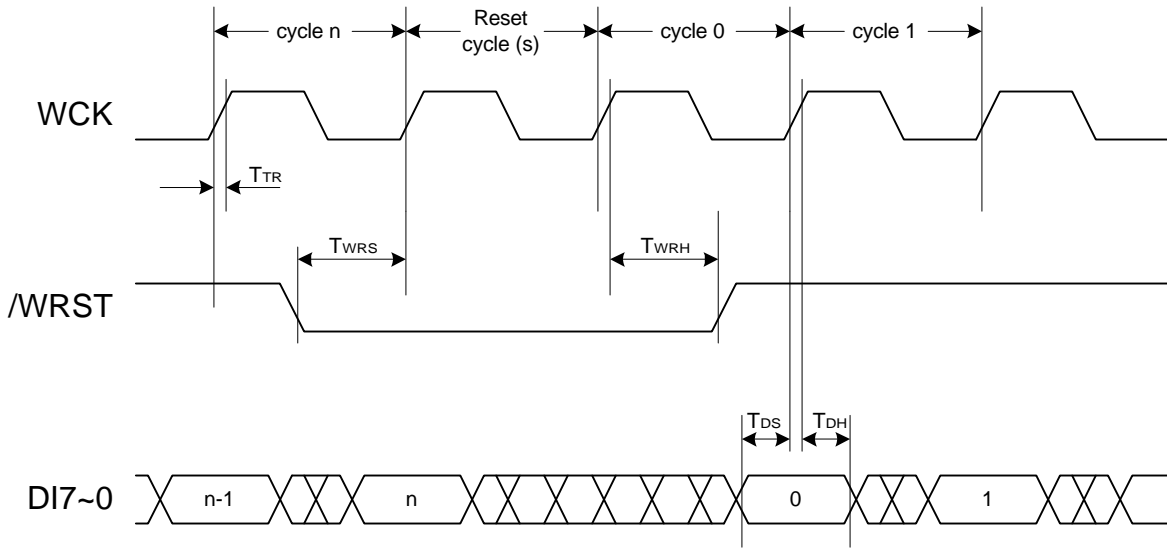 cycle n
Reset
cycle (s)
cycle 0
cycle 1
WCK
TTR
TWRS
TWRH
/WRST
TDS
TDH
DI7~0
n-1
n
0
1